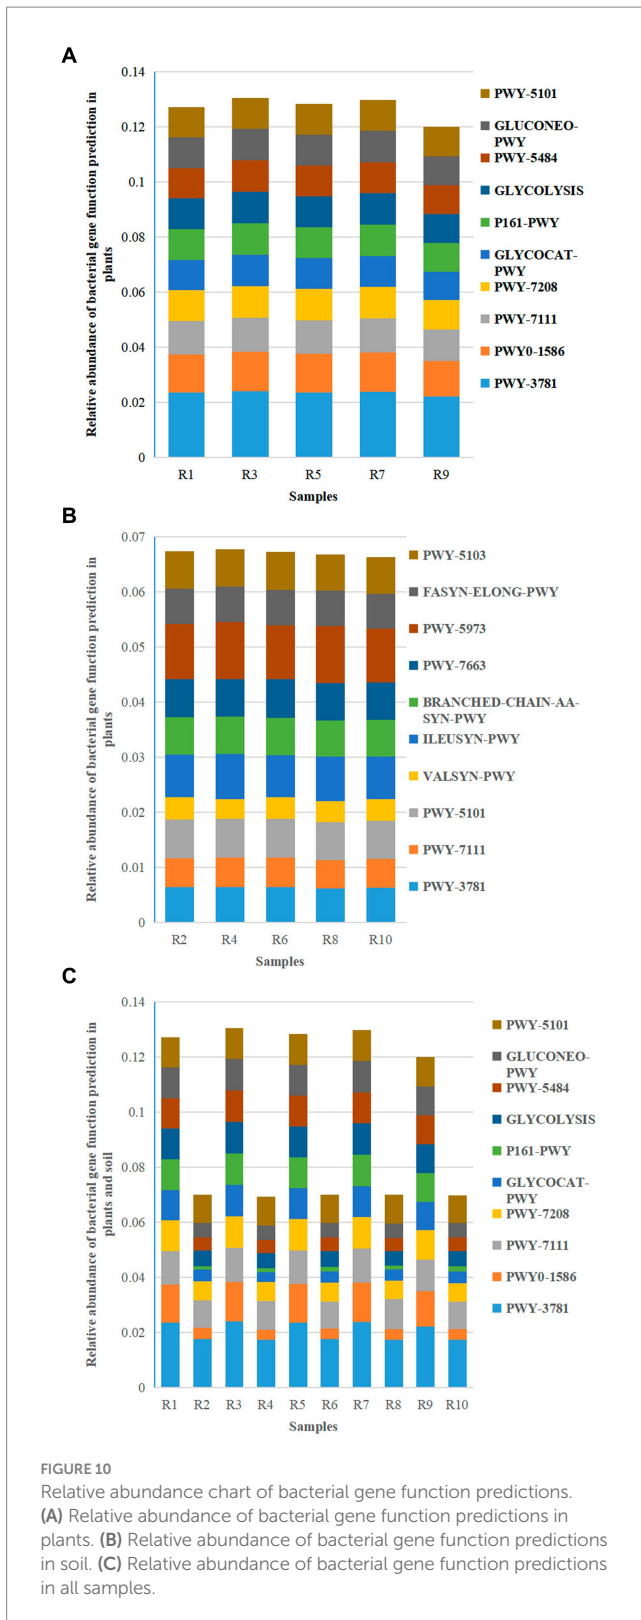 A
Relative abundance of bacterial gene function prediction in
plants
0.14
0.12
0.1
0.08
0.06
0.04
0.02
0
R1
R3
R5
R7
R9
Samples
PWY-5101
GLUCONEO-
PWY
PWY-5484
GLYCOLYSIS
P161-PWY
GLYCOCAT-
PWY
PWY-7208
PWY-7111
PWY0-1586
PWY-3781
B
Relative abundance of bacterial gene function prediction in
plants
0.07
0.06
0.05
0.04
0.03
0.02
0.01
0
R2
R4
R6
R8
R10
Samples
PWY-5103
FASYN-ELONG-PWY
PWY-5973
PWY-7663
BRANCHED-CHAIN-AA-
SYN-PWY
ILEUSYN-PWY
VALSYN-PWY
PWY-5101
PWY-7111
PWY-3781
C
Relative abundance of bacterial gene function prediction in
plants and soil
0.14
0.12
0.1
0.08
0.06
0.04
0.02
0
R1
R2
R3
R4
R5
R6
R7
R8
R9
R10
Samples
PWY-5101
GLUCONEO-
PWY
PWY-5484
GLYCOLYSIS
P161-PWY
GLYCOCAT-
PWY
PWY-7208
PWY-7111
PWY0-1586
PWY-3781
FIGURE 10
Relative abundance chart of bacterial gene function predictions.
(A) Relative abundance of bacterial gene function predictions in
plants. (B) Relative abundance of bacterial gene function predictions
in soil. (C) Relative abundance of bacterial gene function predictions
in all samples.